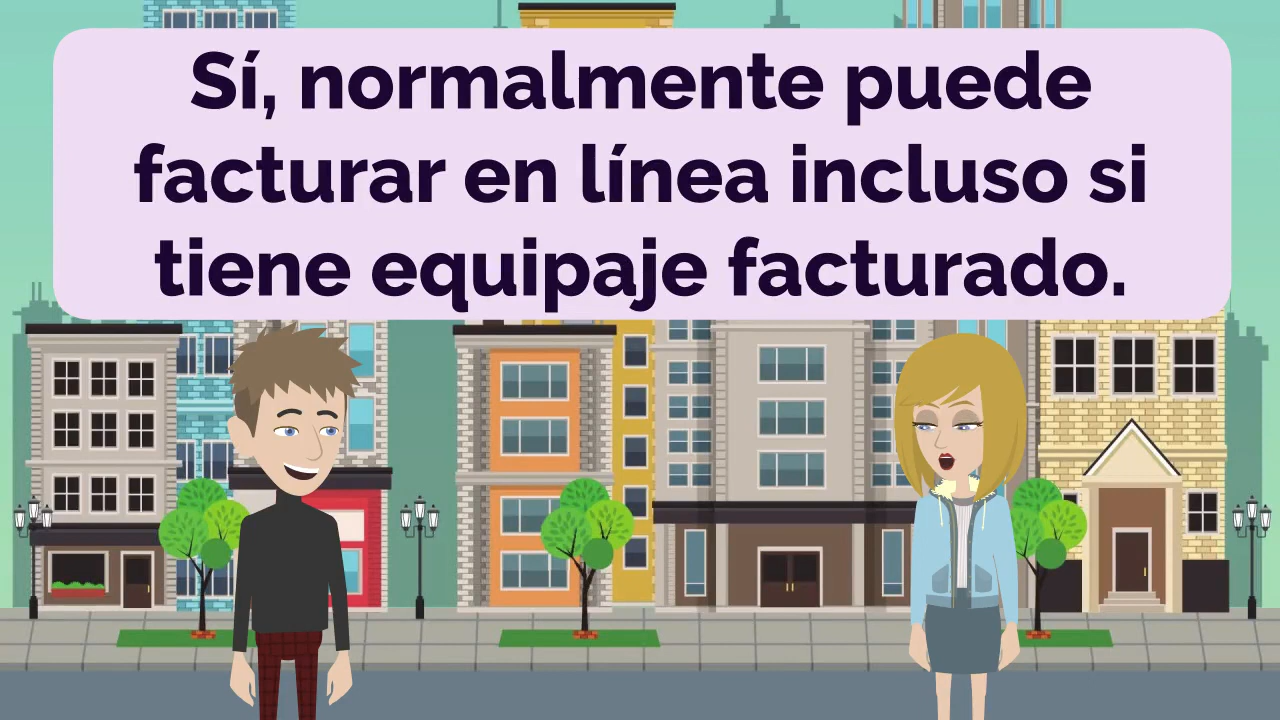 Sí, normalmente puede
facturar en línea incluso si
tiene equipaje facturado.